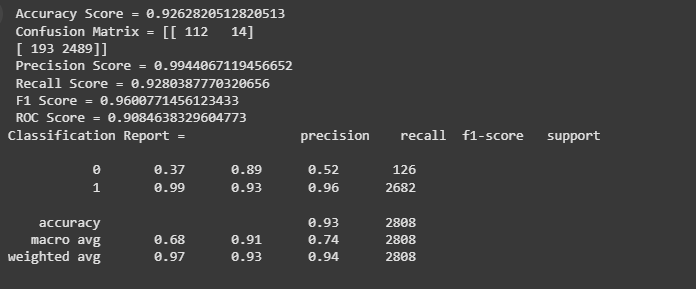 Accuracy Score = 0.9262820512820513
Confusion Matrix = [[ 112   14]
[ 193 2489]]
Precision Score = 0.9944067119456652
Recall Score = 0.9280387770320656
F1 Score = 0.9600771456123433
ROC Score = 0.9084638329604773
Classification Report =               precision    recall  f1-score   support
0       0.37      0.89      0.52       126
1       0.99      0.93      0.96      2682
accuracy                           0.93      2808
macro avg       0.68      0.91      0.74      2808
weighted avg       0.97      0.93      0.94      2808